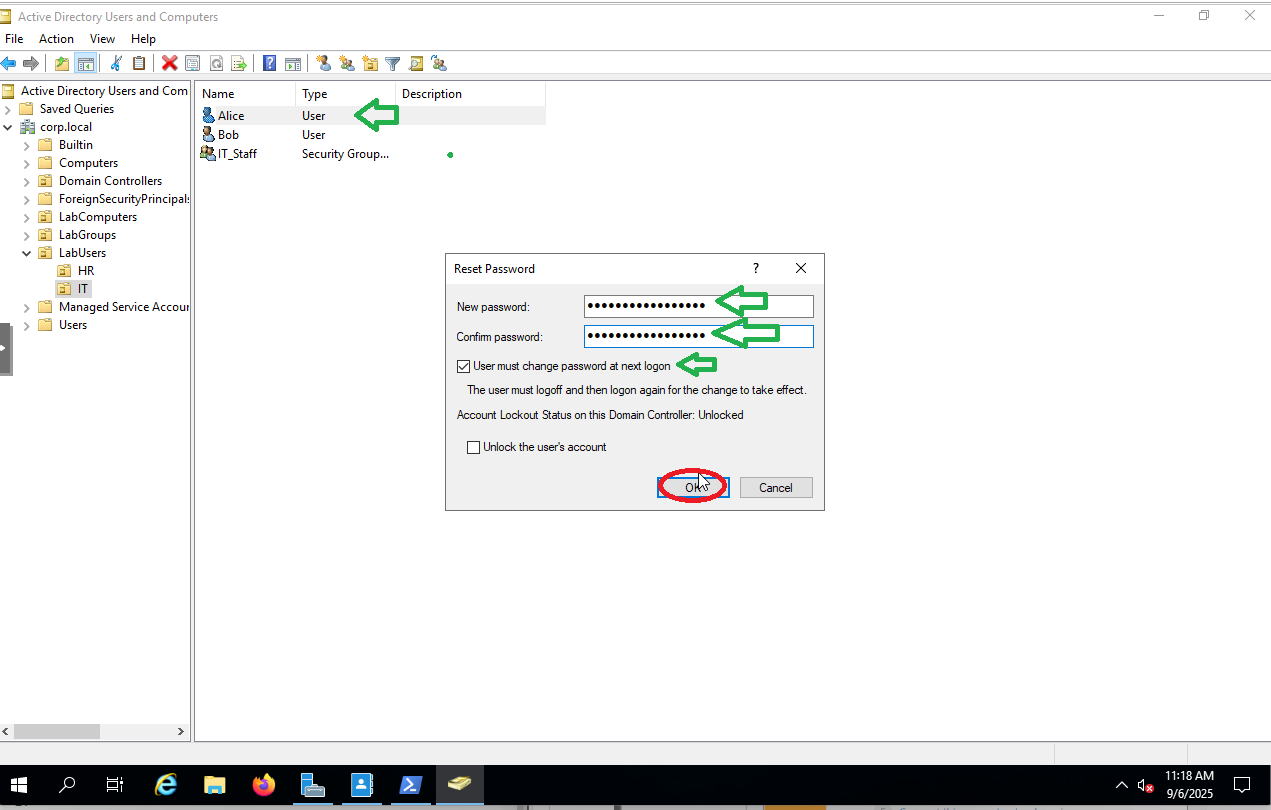 Active Directory Users and Computers
File Action View Help
Active Directory Users and Com
Saved Queries
corp.local
Builtin
Computers
Domain Controllers
ForeignSecurityPrincipals
LabComputers
LabGroups
LabUsers
HR
IT
Managed Service Accour
Users
Name Type Description
Alice User
Bob User
IT_Staff Security Group...
Reset Password
New password:
Confirm password:
User must change password at next logon
The user must logoff and then logon again for the change to take effect.
Account Lockout Status on this Domain Controller: Unlocked
Unlock the user's account
OK Cancel
11:18 AM
9/6/2025